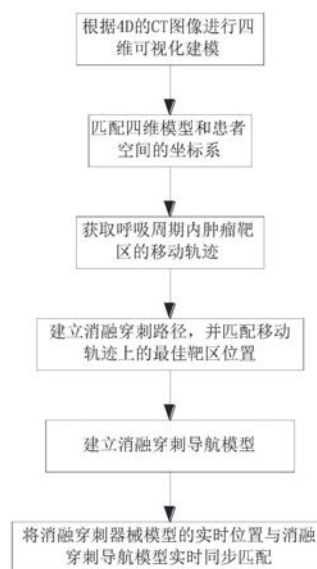 根据4D的CT图像进行四
维可视化建模
匹配四维模型和患者
空间的坐标系
获取呼吸周期内肿瘤靶
区的移动轨迹
建立消融穿刺路径，并匹配移动
轨迹上的最佳靶区位置
建立消融穿刺导航模型
将消融穿刺器械模型的实时位置与消融
穿刺导航模型实时同步匹配